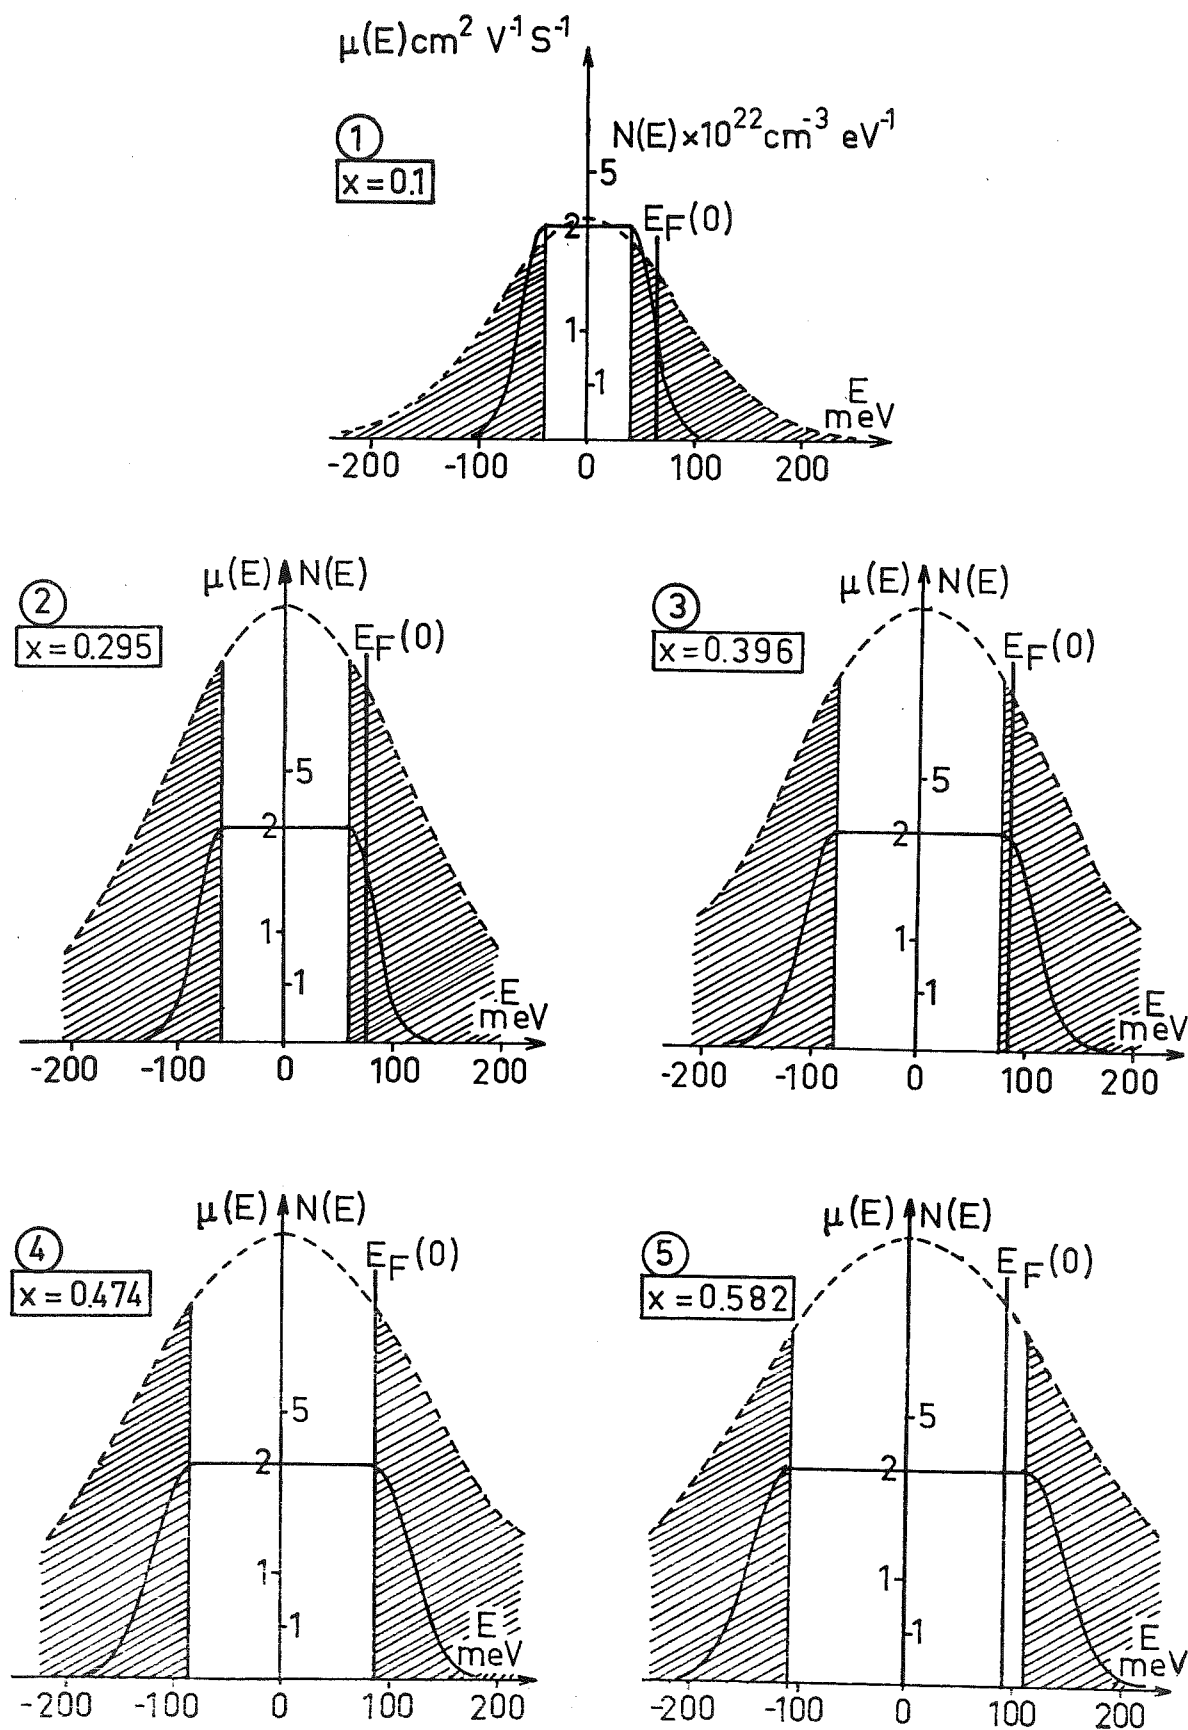 μ(E)cm² V⁻¹ S⁻¹
N(E)×10²² cm⁻³ eV⁻¹
①
x=0.1
5
2
E_F(0)
1
1
E
meV
-200 -100 0 100 200
μ(E) N(E)
②
x=0.295
E_F(0)
5
2
1
1
E
meV
-200 -100 0 100 200
μ(E) N(E)
③
x=0.396
E_F(0)
5
2
1
1
E
meV
-200 -100 0 100 200
μ(E) N(E)
④
x=0.474
E_F(0)
5
2
1
1
E
meV
-200 -100 0 100 200
μ(E) N(E)
⑤
x=0.582
E_F(0)
5
2
1
1
E
meV
-200 -100 0 100 200